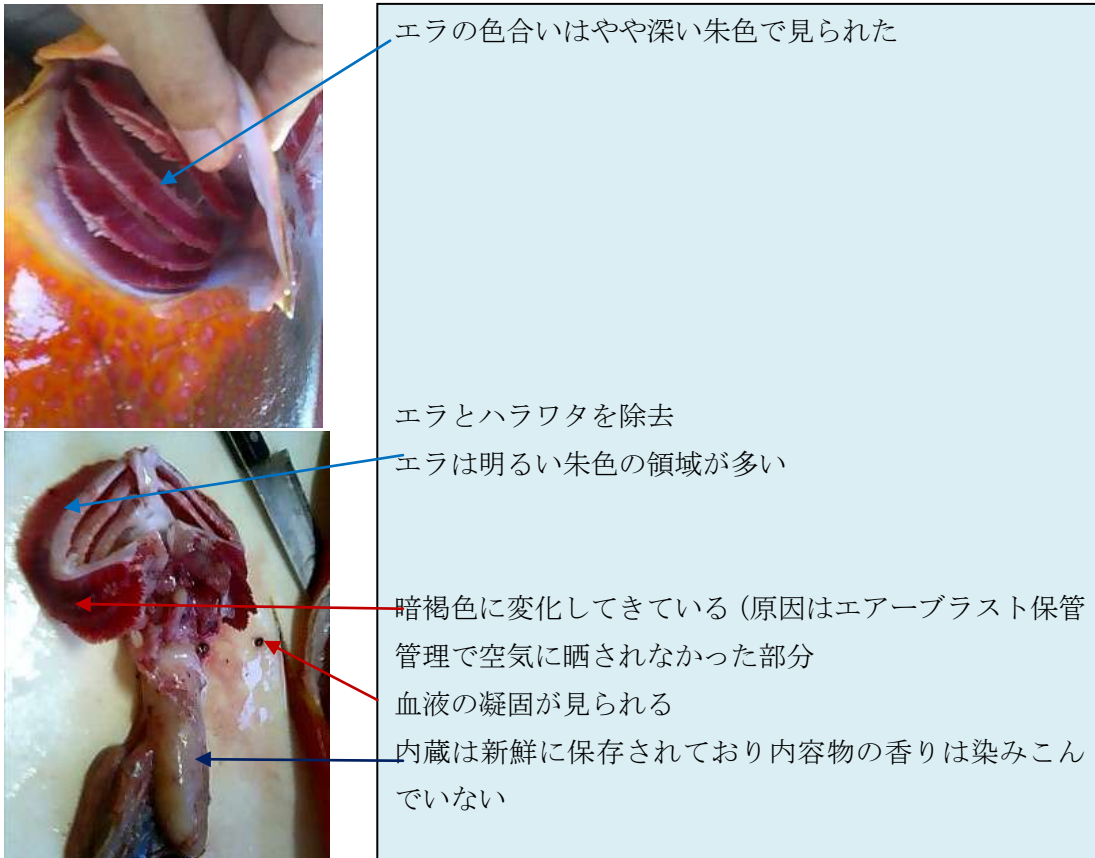 エラの色合いはやや深い朱色で見られた
エラとハラワタを除去
エラは明るい朱色の領域が多い
暗褐色に変化してきている（原因はエアーブラスト保管
管理で空気に晒されなかった部分
血液の凝固が見られる
内蔵は新鮮に保存されており内容物の香りは染みこん
でいない